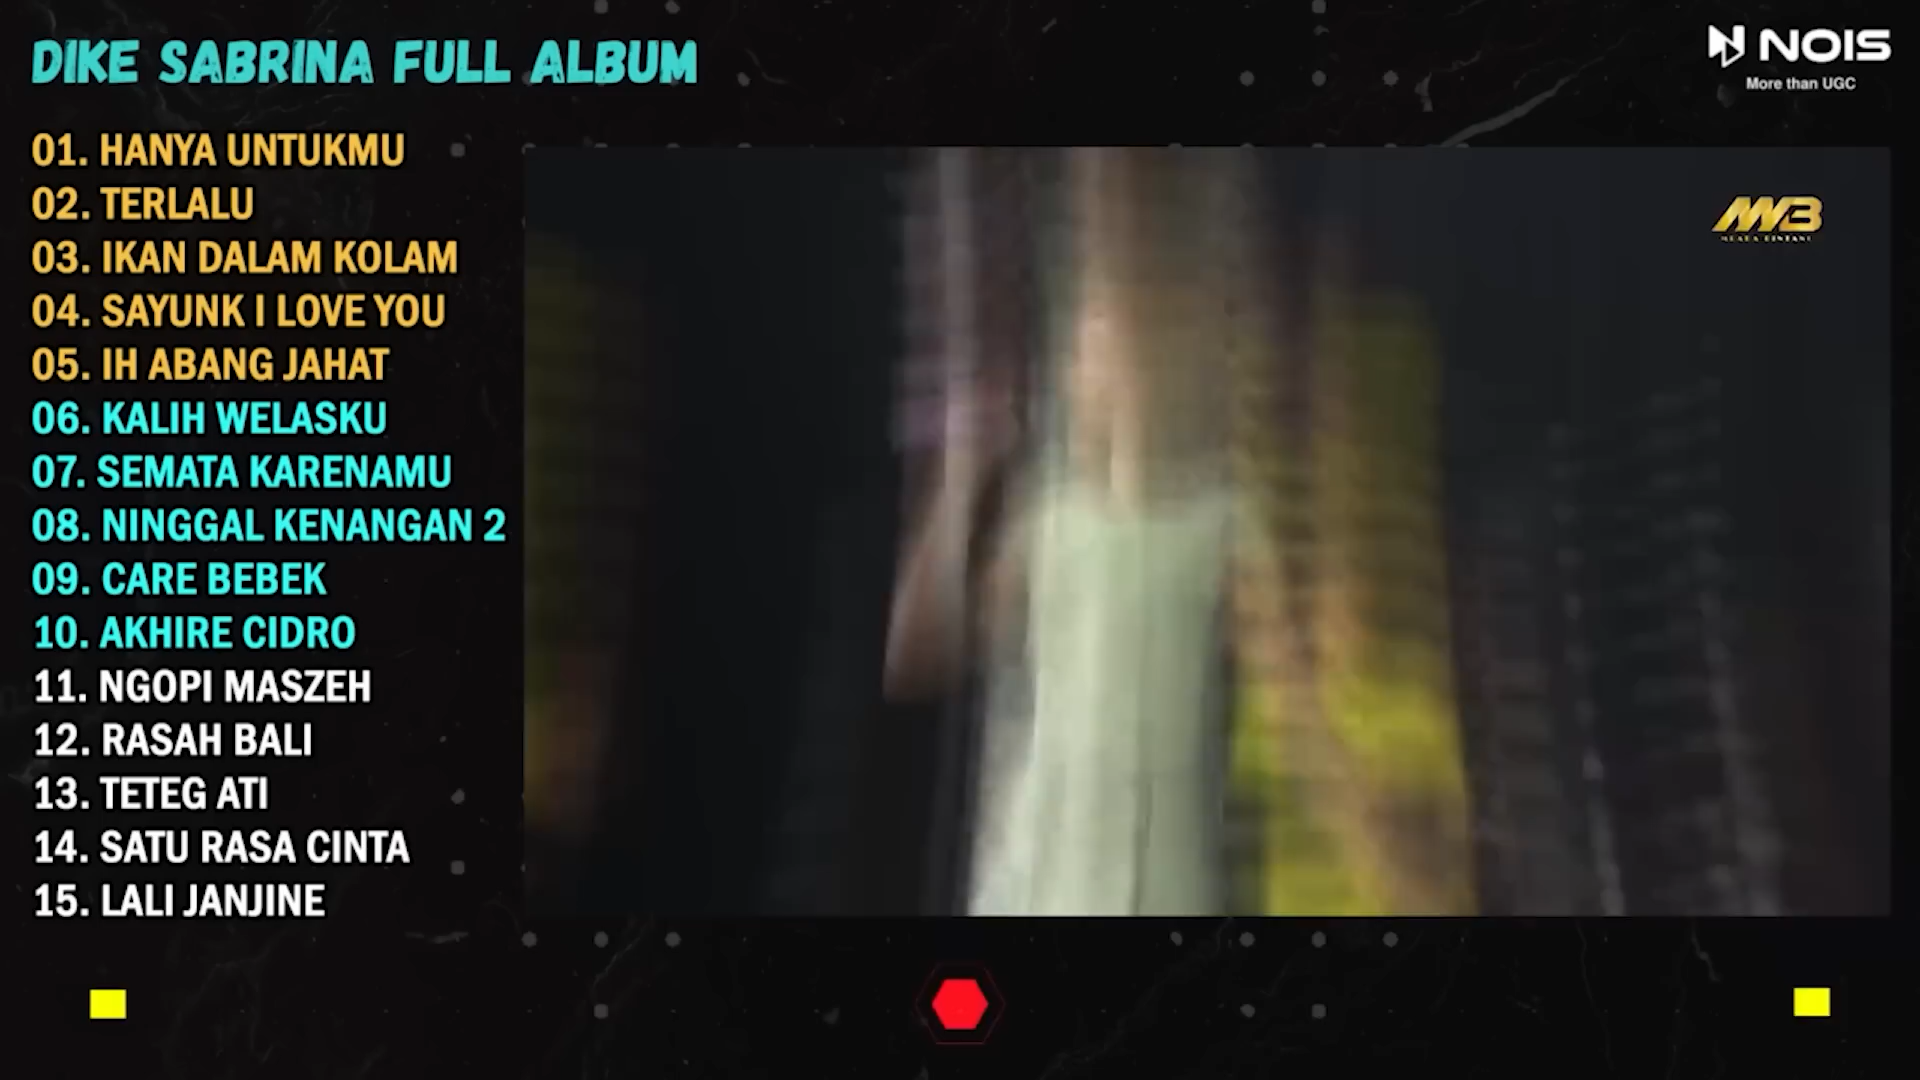 DIKE SABRINA FULL ALBUM
NOIS
More than UGC
01. HANYA UNTUKMU
02. TERLALU
03. IKAN DALAM KOLAM
04. SAYUNK I LOVE YOU
05. IH ABANG JAHAT
06. KALIH WELASKU
07. SEMATA KARENAMU
08. NINGGAL KENANGAN 2
09. CARE BEBEK
10. AKHIRE CIDRO
11. NGOPI MASZEH
12. RASAH BALI
13. TETEG ATI
14. SATU RASA CINTA
15. LALI JANJINE